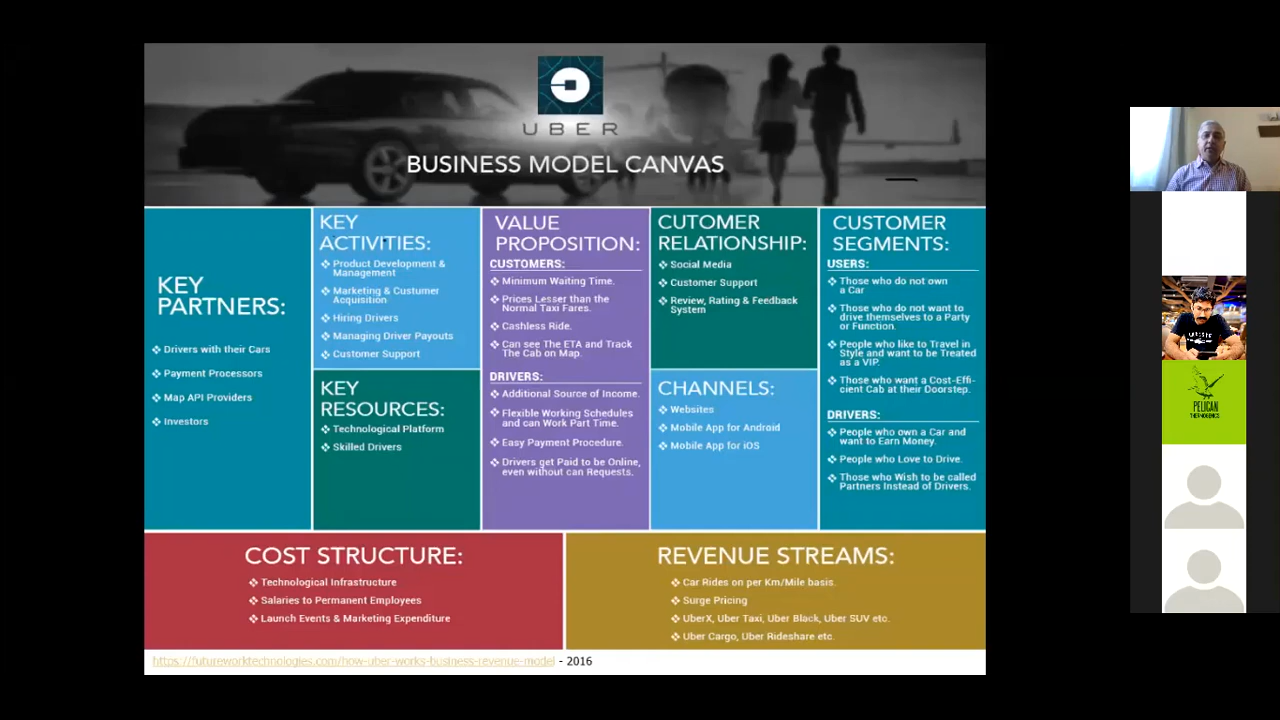 UBER
BUSINESS MODEL CANVAS
KEY
PARTNERS:
Drivers with their Cars
Payment Processors
Map API Providers
Investors
KEY
ACTIVITIES:
Product Development &
Management
Marketing & Custumer
Acquisition
Hiring Drivers
Managing Driver Payouts
Customer Support
KEY
RESOURCES:
Technological Platform
Skilled Drivers
VALUE
PROPOSITION:
CUSTOMERS:
Minimum Waiting Time.
Prices Lesser than the
Normal Taxi Fares.
Cashless Ride.
Can see The ETA and Track
The Cab on Map.
DRIVERS:
Additional Source of Income.
Flexible Working Schedules
and can Work Part Time.
Easy Payment Procedure.
Drivers get Paid to be Online,
even without can Requests.
CUTOMER
RELATIONSHIP:
Social Media
Customer Support
Review, Rating & Feedback
System
CHANNELS:
Websites
Mobile App for Android
Mobile App for iOS
CUSTOMER
SEGMENTS:
USERS:
Those who do not own
a Car
Those who do not want to
drive themselves to a Party
or Function.
People who like to Travel in
Style and want to be Treated
as a VIP.
Those who want a Cost-Effi-
cient Cab at their Doorstep.
DRIVERS:
People who own a Car and
want to Earn Money.
People who Love to Drive.
Those who Wish to be called
Partners Instead of Drivers.
COST STRUCTURE:
Technological Infrastructure
Salaries to Permanent Employees
Launch Events & Marketing Expenditure
REVENUE STREAMS:
Car Rides on per Km/Mile basis.
Surge Pricing
UberX, Uber Taxi, Uber Black, Uber SUV etc.
Uber Cargo, Uber Rideshare etc.
https://futureworktechnologies.com/how-uber-works-business-revenue-model - 2016
PELICAN